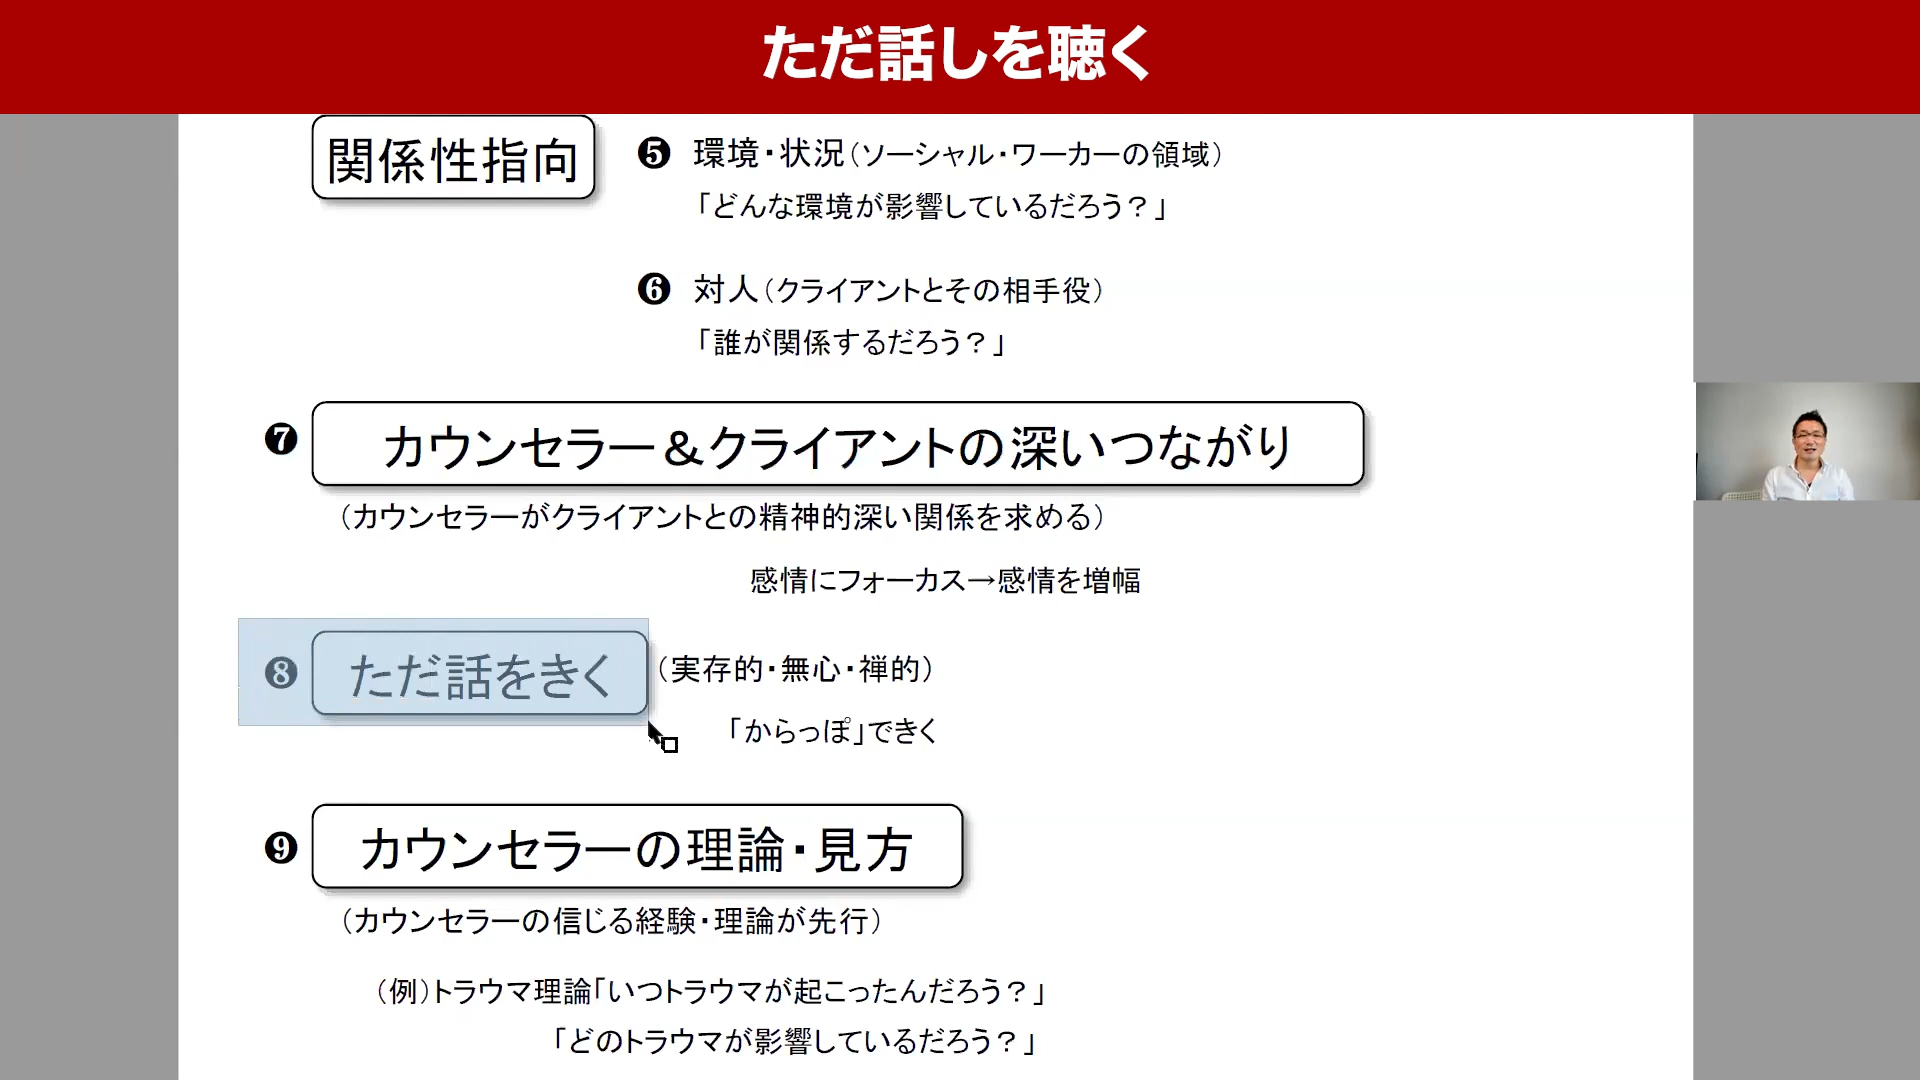 ただ話しを聴く
関係性指向
❺ 環境・状況（ソーシャル・ワーカーの領域）
「どんな環境が影響しているだろう？」
❻ 対人（クライアントとその相手役）
「誰が関係するだろう？」
❼ カウンセラー＆クライアントの深いつながり
（カウンセラーがクライアントとの精神的深い関係を求める）
感情にフォーカス→感情を増幅
❽ ただ話をきく （実存的・無心・禅的）
「からっぽ」できく
❾ カウンセラーの理論・見方
（カウンセラーの信じる経験・理論が先行）
（例）トラウマ理論「いつトラウマが起こったんだろう？」
「どのトラウマが影響しているだろう？」